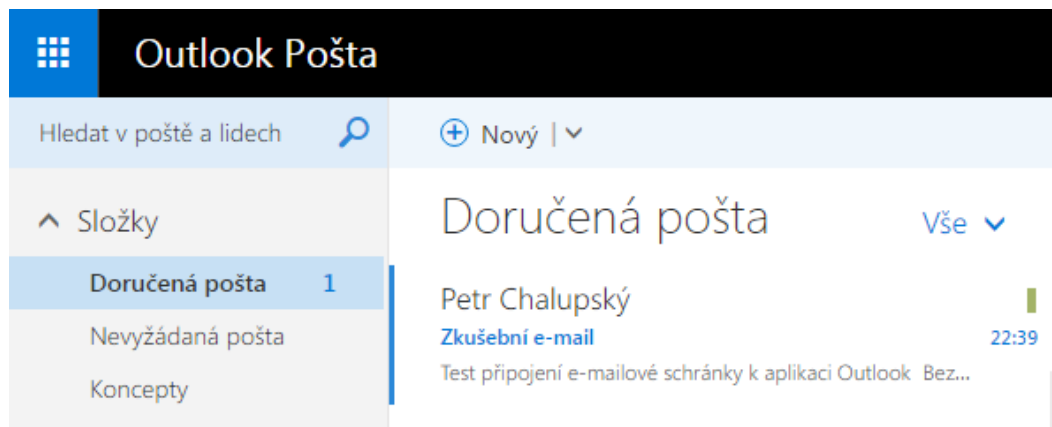 Outlook Pošta
Hledat v poště a lidech
Nový
Složky
Doručená pošta 1
Nevyžádaná pošta
Koncepty
Doručená pošta
Vše
Petr Chalupský
Zkušební e-mail 22:39
Test připojení e-mailové schránky k aplikaci Outlook Bez...